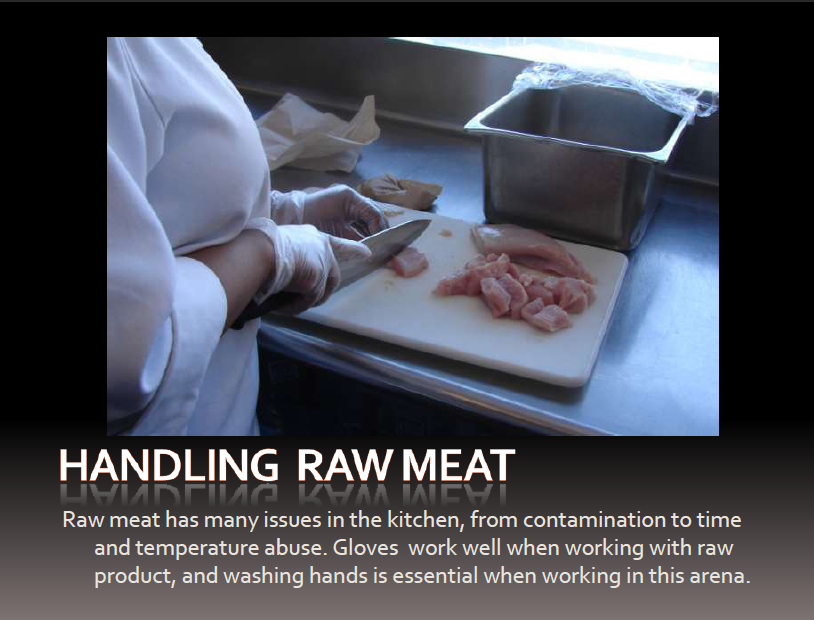 HANDLING RAW MEAT
Raw meat has many issues in the kitchen, from contamination to time
and temperature abuse. Gloves work well when working with raw
product, and washing hands is essential when working in this arena.